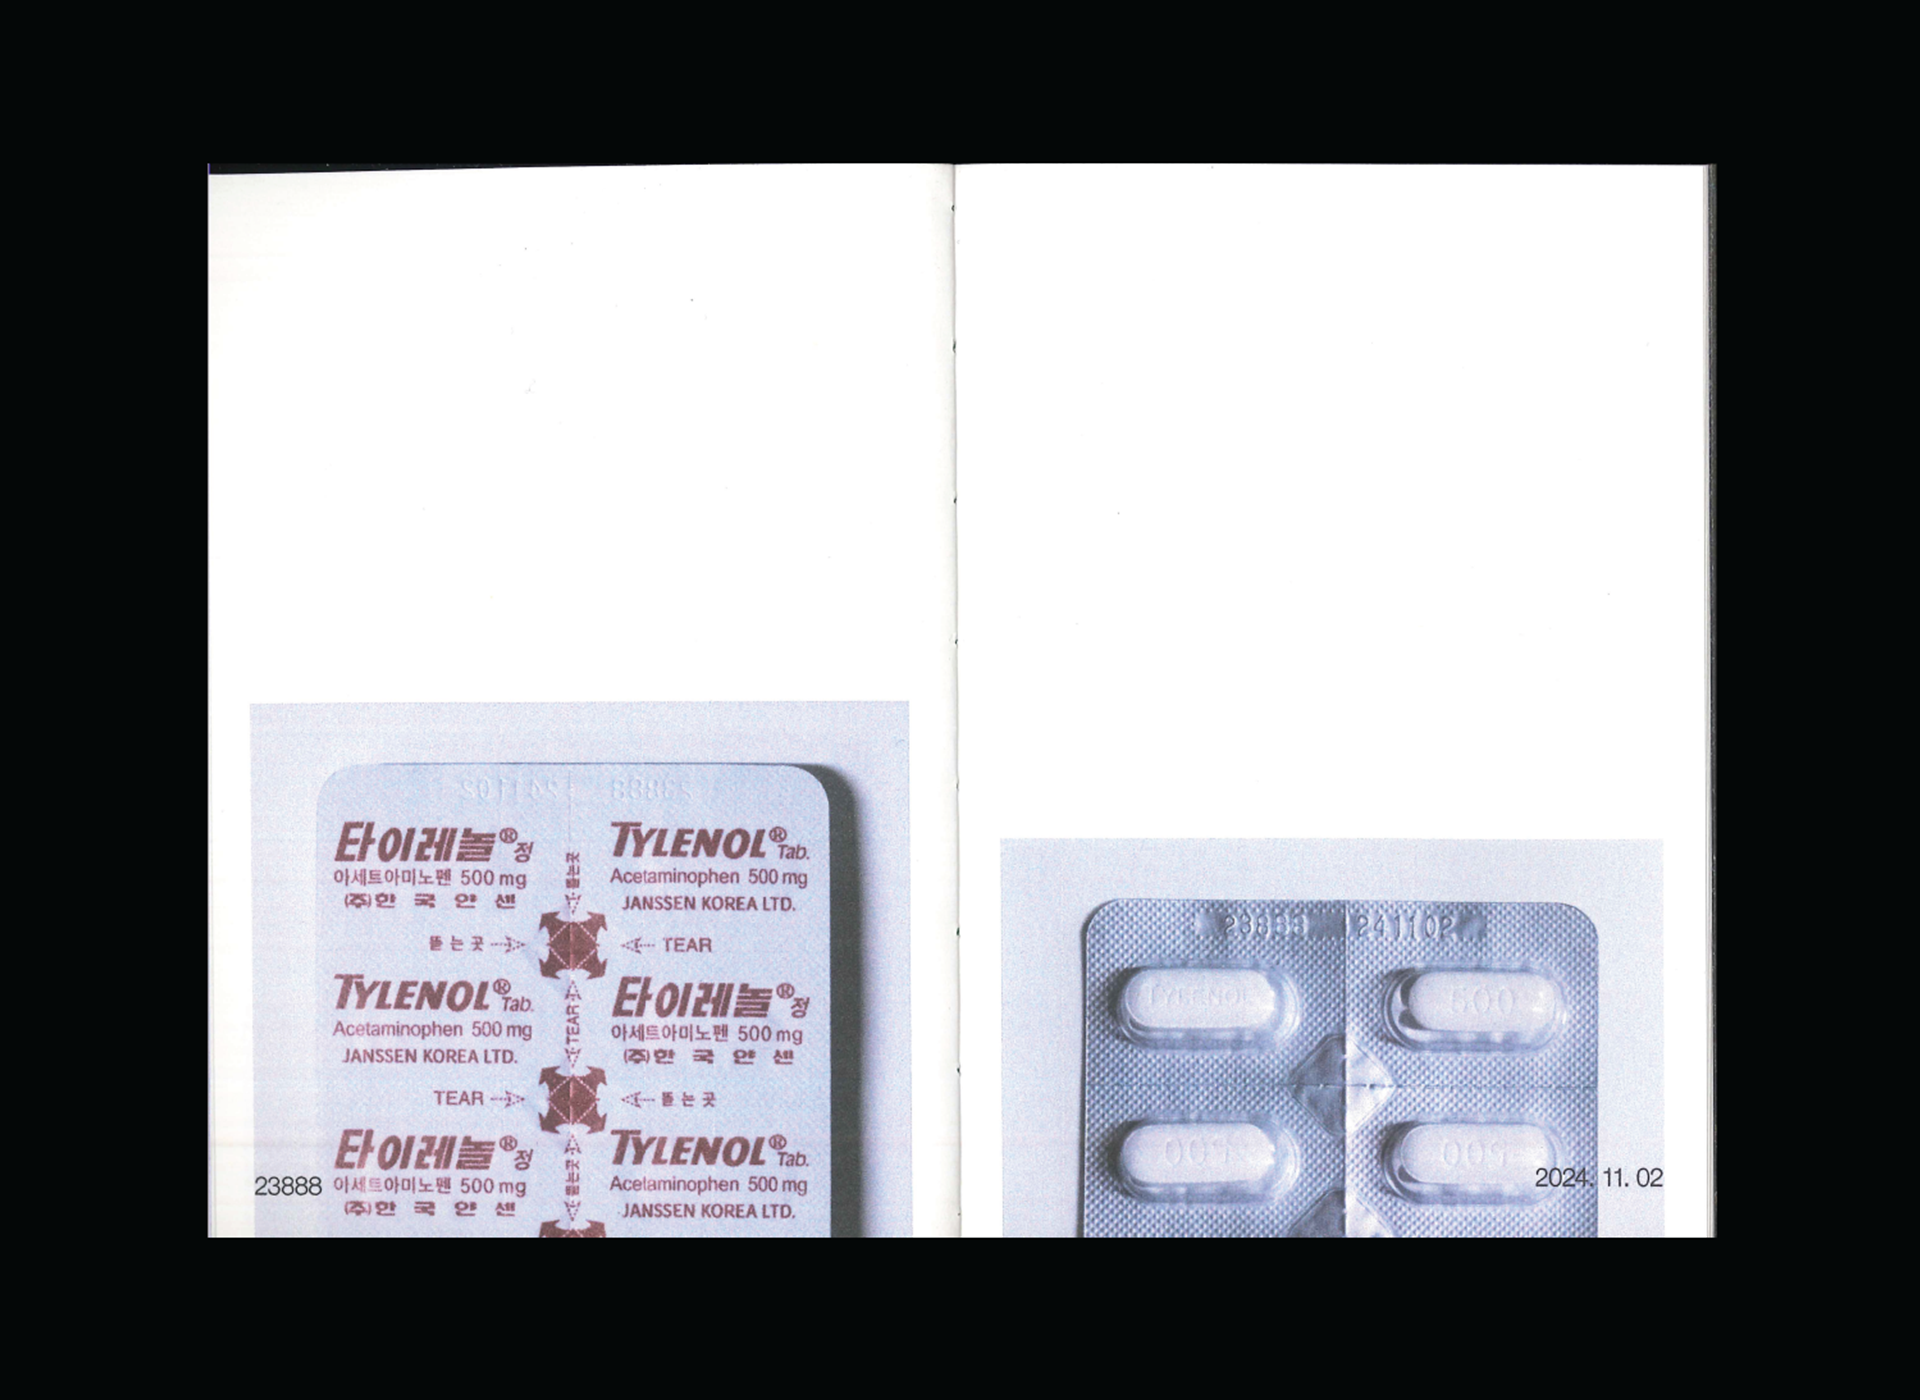 타이레놀®정
아세트아미노펜 500 mg
(주)한 국 얀 센
TYLENOL® Tab.
Acetaminophen 500 mg
JANSSEN KOREA LTD.
뜯는곳
뜯 는 곳
TEAR
TYLENOL® Tab.
Acetaminophen 500 mg
JANSSEN KOREA LTD.
타이레놀®정
아세트아미노펜 500 mg
(주)한 국 얀 센
TEAR
TEAR
뜯 는 곳
타이레놀®정
아세트아미노펜 500 mg
(주)한 국 얀 센
TYLENOL® Tab.
Acetaminophen 500 mg
JANSSEN KOREA LTD.
뜯는곳
23888
241102
TYLENOL
500
500
500
2024. 11. 02